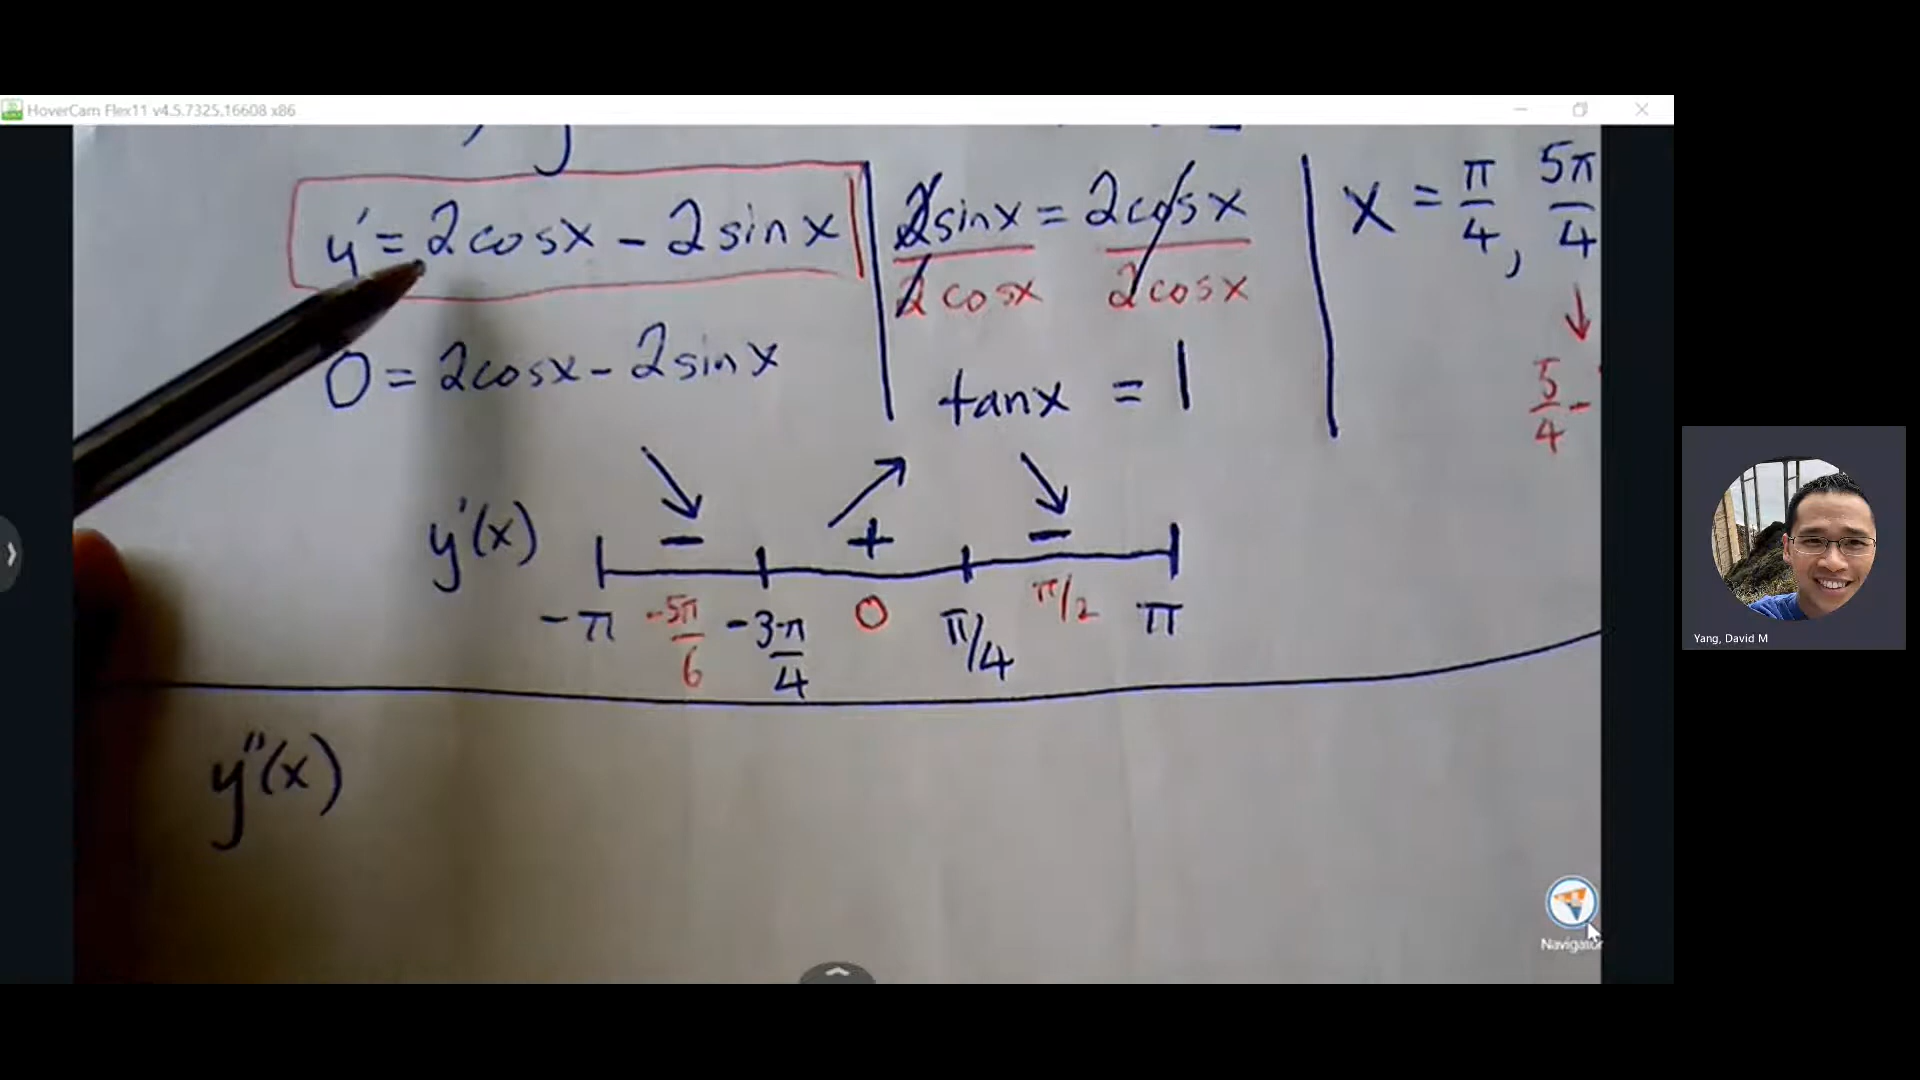 HoverCam Flex11 v4.5.7325.16608 x86
y' = 2cosx - 2sinx
2sinx / 2cosx = 2cosx / 2cosx
x = π/4, 5π/4
↓
0 = 2cosx - 2sinx
tanx = 1
5/4 -
y'(x) - + -
-π -5π/6 -3π/4 0 π/4 π/2 π
y''(x)
Yang, David M
Navigator